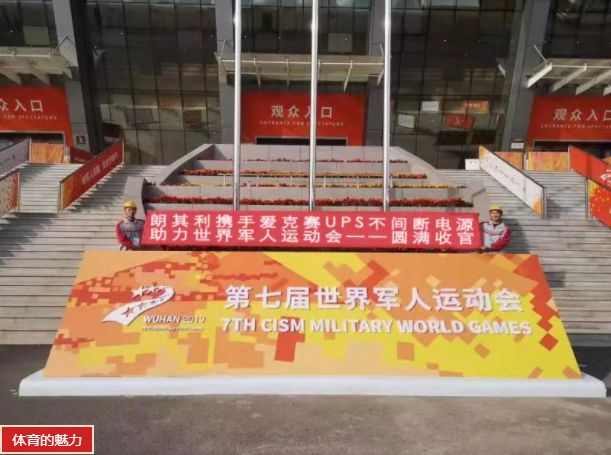 观众入口
ENTRANCE FOR SPECTATORS
观众入口
ENTRANCE FOR SPECTATORS
观众入口
ENTRANCE FOR SPECTATORS
朗其利携手爱克赛UPS不间断电源
助力世界军人运动会——圆满收官
WUHAN 2019
第七届世界军人运动会
7TH CISM MILITARY WORLD GAMES
体育的魅力